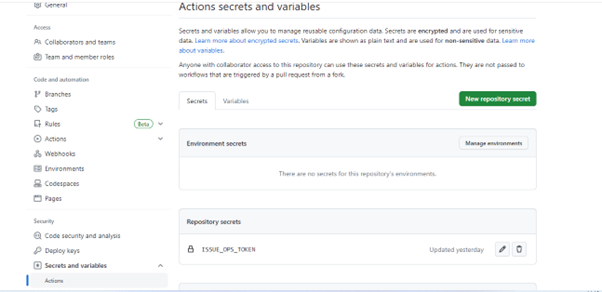 General
Access
Collaborators and teams
Team and member roles
Code and automation
Branches
Tags
Rules
Beta
Actions
Webhooks
Environments
Codespaces
Pages
Security
Code security and analysis
Deploy keys
Secrets and variables
Actions
Actions secrets and variables
Secrets and variables allow you to manage reusable configuration data. Secrets are encrypted and are used for sensitive
data. Learn more about encrypted secrets. Variables are shown as plain text and are used for non-sensitive data. Learn more
about variables.
Anyone with collaborator access to this repository can use these secrets and variables for actions. They are not passed to
workflows that are triggered by a pull request from a fork.
Secrets
Variables
New repository secret
Environment secrets
Manage environments
There are no secrets for this repository's environments.
Repository secrets
ISSUE_OPS_TOKEN
Updated yesterday